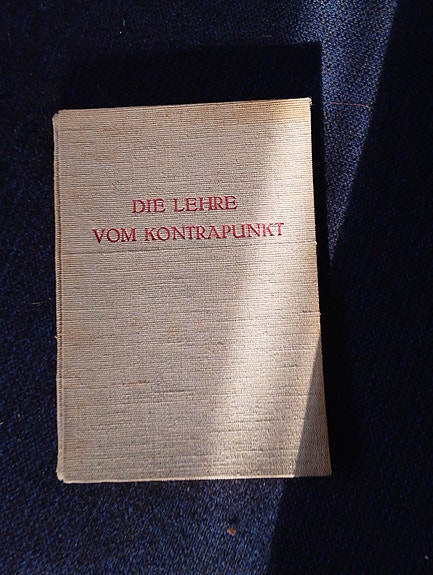 DIE LEHRE
VOM KONTRAPUNKT